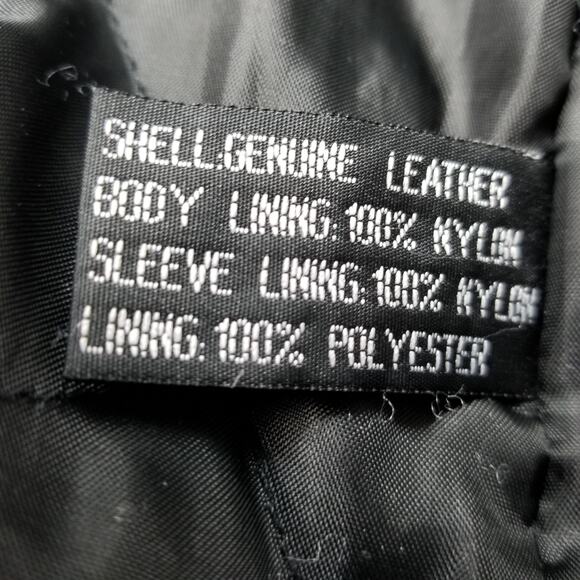 SHELL:GENUINE LEATHER
BODY LINING:100% NYLON
SLEEVE LINING:100% NYLON
LINING:100% POLYESTER